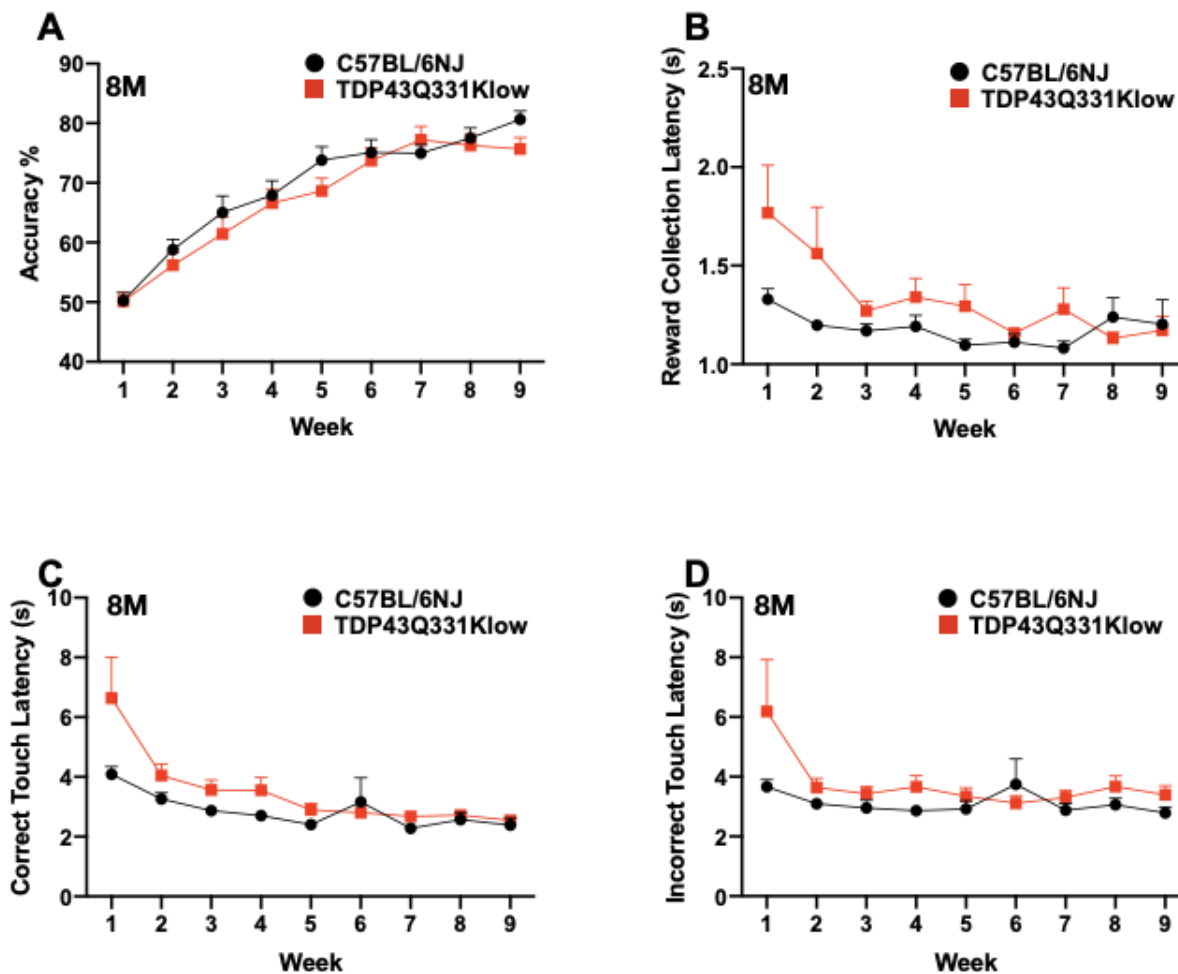 A
8M
C57BL/6NJ
TDP43Q331Klow
Accuracy %
90
80
70
60
50
40
1 2 3 4 5 6 7 8 9
Week
B
8M
C57BL/6NJ
TDP43Q331Klow
Reward Collection Latency (s)
2.5
2.0
1.5
1.0
1 2 3 4 5 6 7 8 9
Week
C
8M
C57BL/6NJ
TDP43Q331Klow
Correct Touch Latency (s)
10
8
6
4
2
0
1 2 3 4 5 6 7 8 9
Week
D
8M
C57BL/6NJ
TDP43Q331Klow
Incorrect Touch Latency (s)
10
8
6
4
2
0
1 2 3 4 5 6 7 8 9
Week